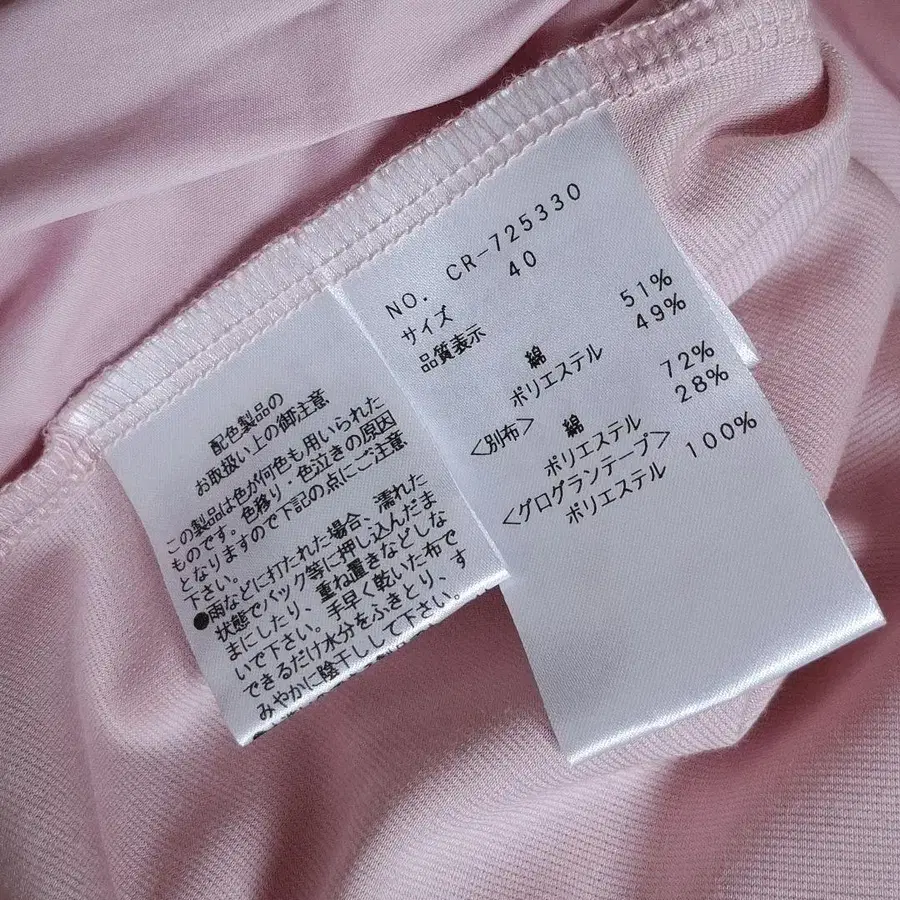 配色製品の
お取扱い上の御注意
この製品は色が何色も用いられた
ものです。色移り・色泣きの原因
となりますので下記の点にご注意
下さい。
●雨などに打たれた場合、濡れた
状態でバック等に押し込んだま
まにしたり、重ね置きなどしな
いで下さい。手早く乾いた布で
できるだけ水分をふきとり、す
みやかに陰干しして下さい。
NO. CR-725330
サイズ 40
品質表示
綿 51%
ポリエステル 49%
<別布> 綿 72%
ポリエステル 28%
<グログランテープ>
ポリエステル 100%